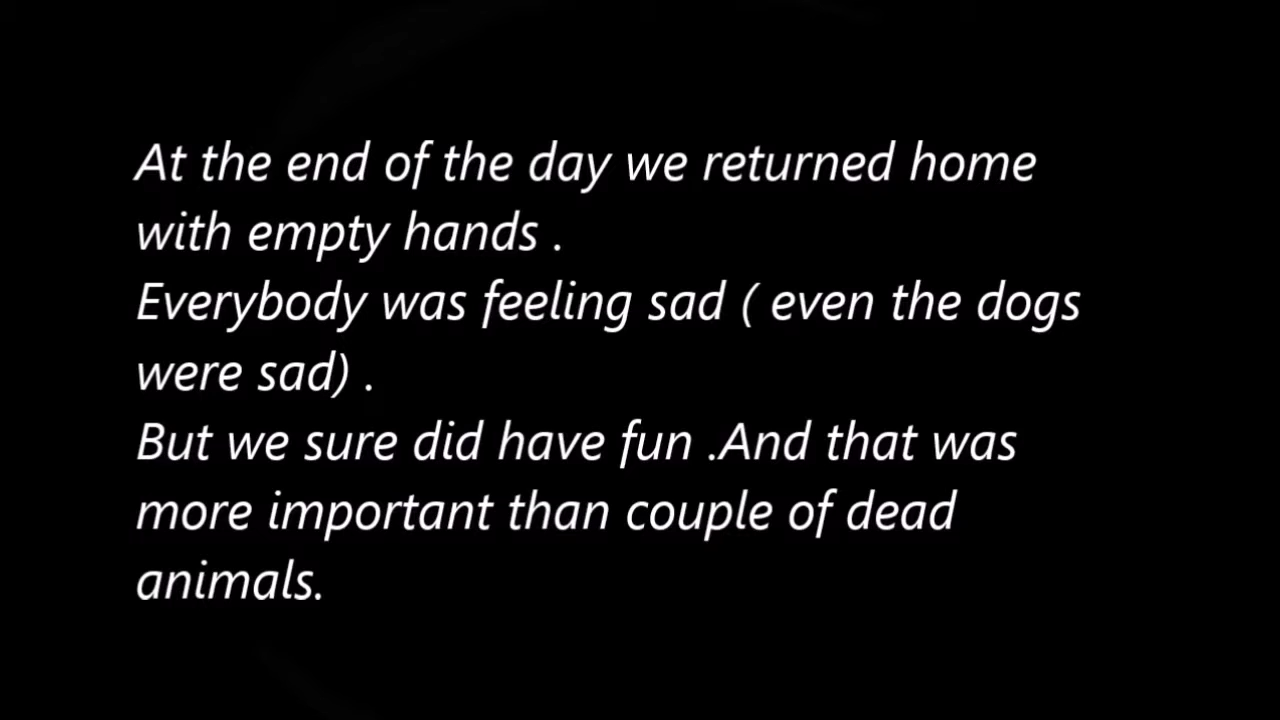 At the end of the day we returned home
with empty hands .
Everybody was feeling sad ( even the dogs
were sad) .
But we sure did have fun .And that was
more important than couple of dead
animals.